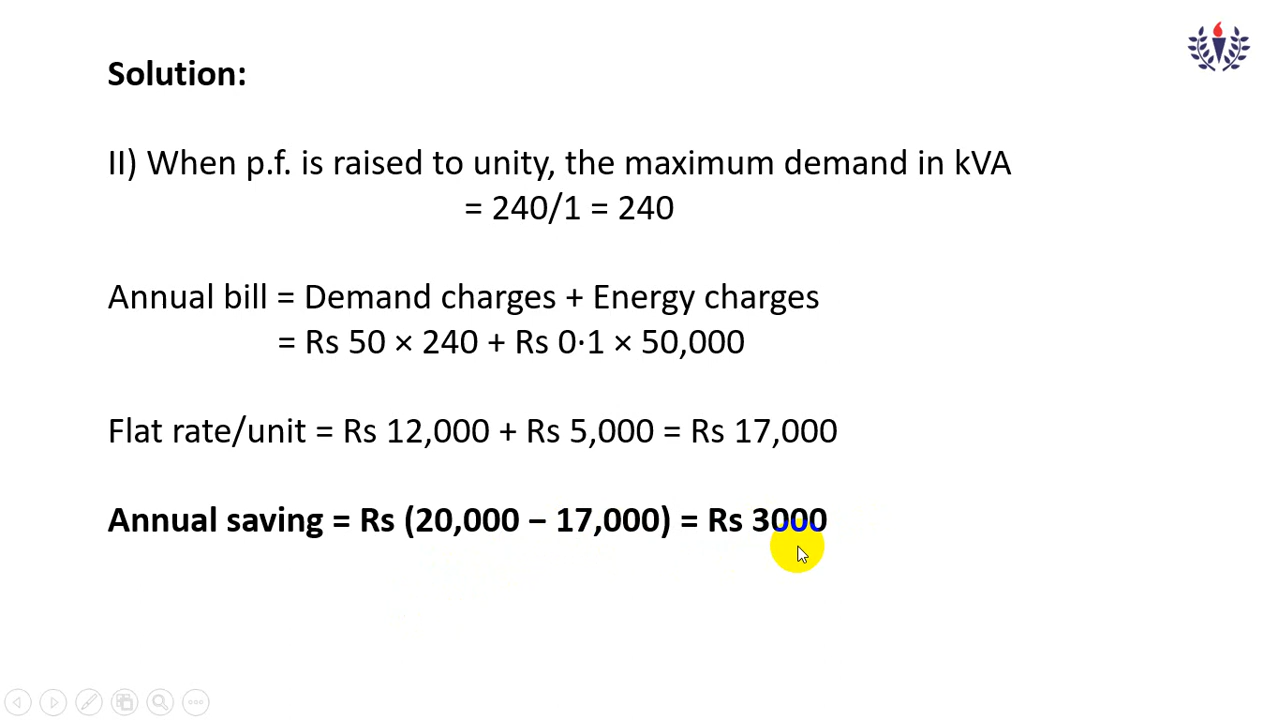 Solution:
II) When p.f. is raised to unity, the maximum demand in kVA
= 240/1 = 240
Annual bill = Demand charges + Energy charges
= Rs 50 × 240 + Rs 0·1 × 50,000
Flat rate/unit = Rs 12,000 + Rs 5,000 = Rs 17,000
Annual saving = Rs (20,000 − 17,000) = Rs 3000